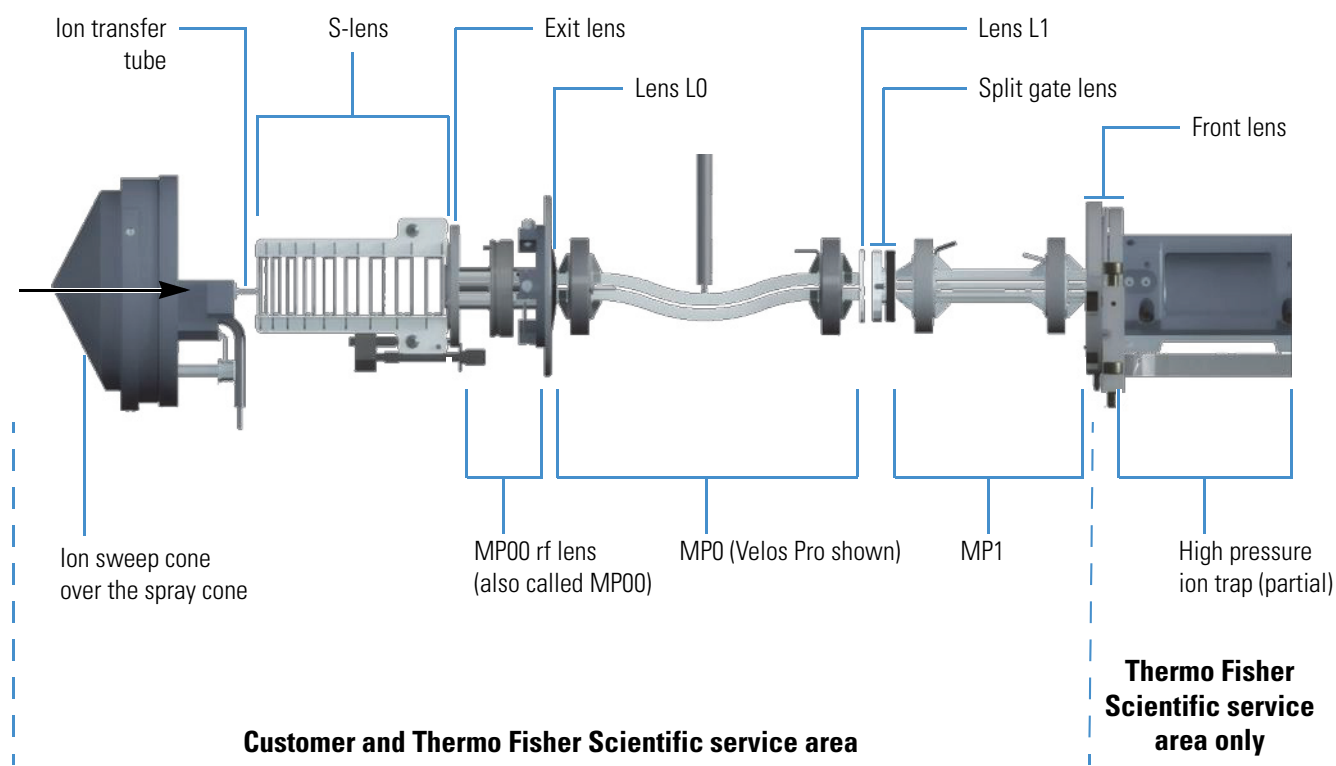 Ion transfer
tube
S-lens
Exit lens
Lens L0
Lens L1
Split gate lens
Front lens
Ion sweep cone
over the spray cone
MP00 rf lens
(also called MP00)
MP0 (Velos Pro shown)
MP1
High pressure
ion trap (partial)
Customer and Thermo Fisher Scientific service area
Thermo Fisher
Scientific service
area only